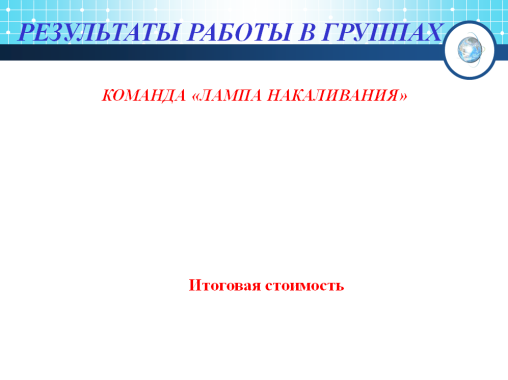 РЕЗУЛЬТАТЫ РАБОТЫ В ГРУППАХ
КОМАНДА «ЛАМПА НАКАЛИВАНИЯ»
Итоговая стоимость